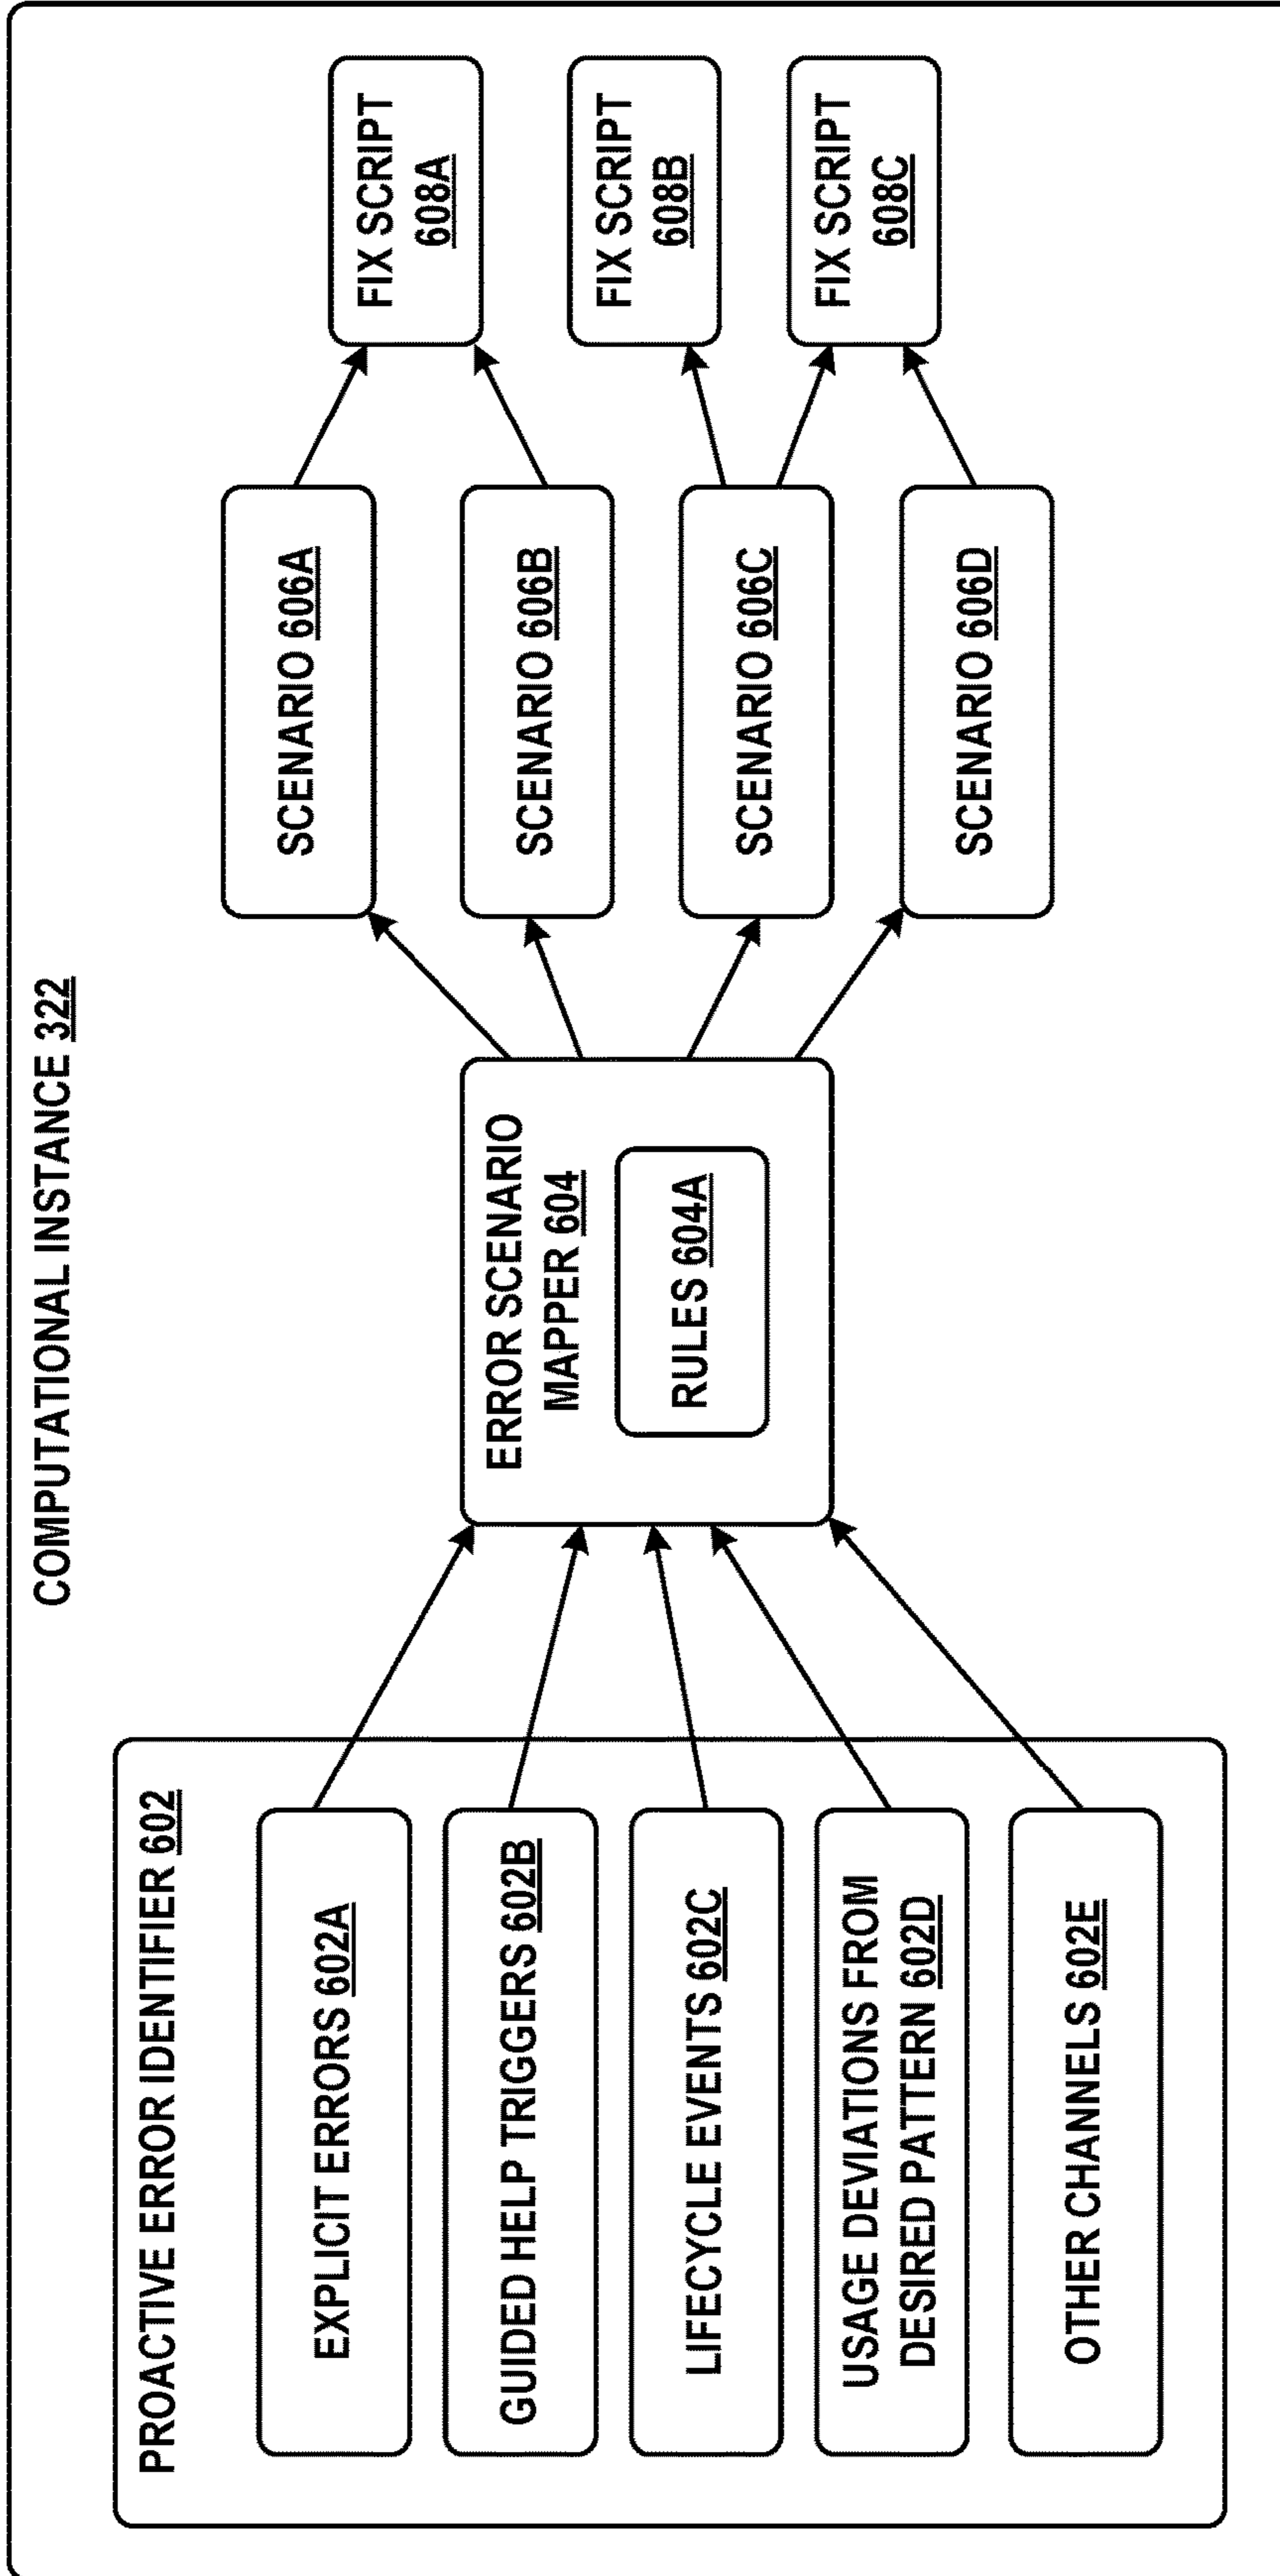 COMPUTATIONAL INSTANCE 322
PROACTIVE ERROR IDENTIFIER 602
EXPLICIT ERRORS 602A
GUIDED HELP TRIGGERS 602B
LIFECYCLE EVENTS 602C
USAGE DEVIATIONS FROM
DESIRED PATTERN 602D
OTHER CHANNELS 602E
ERROR SCENARIO
MAPPER 604
RULES 604A
SCENARIO 606A
SCENARIO 606B
SCENARIO 606C
SCENARIO 606D
FIX SCRIPT
608A
FIX SCRIPT
608B
FIX SCRIPT
608C